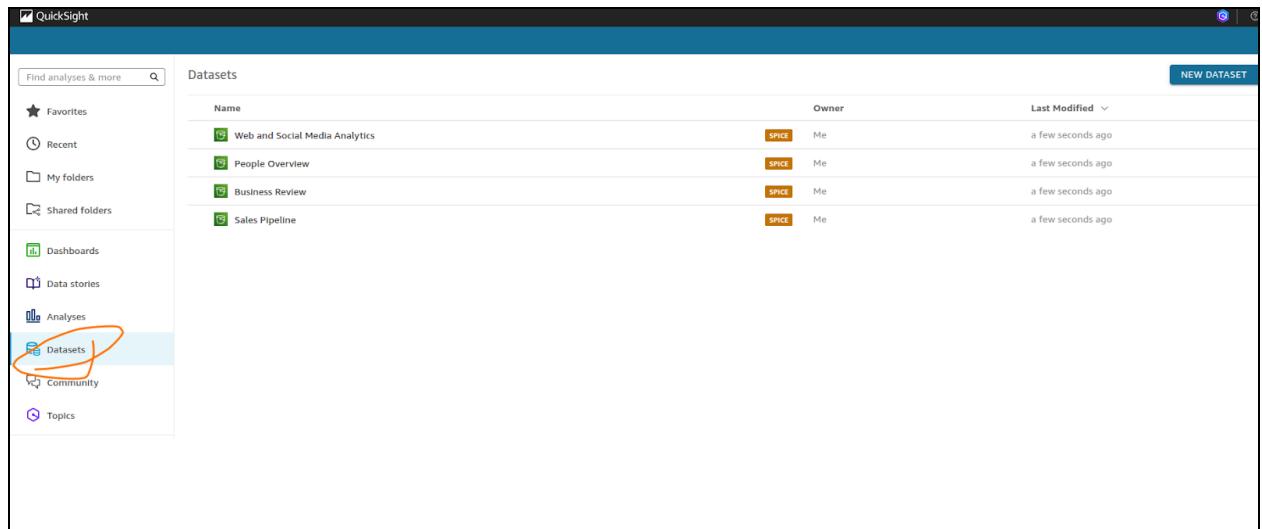 QuickSight
Find analyses & more
Datasets
NEW DATASET
Favorites
Recent
My folders
Shared folders
Dashboards
Data stories
Analyses
Datasets
Community
Topics
Name Owner Last Modified
Web and Social Media Analytics SPICE Me a few seconds ago
People Overview SPICE Me a few seconds ago
Business Review SPICE Me a few seconds ago
Sales Pipeline SPICE Me a few seconds ago